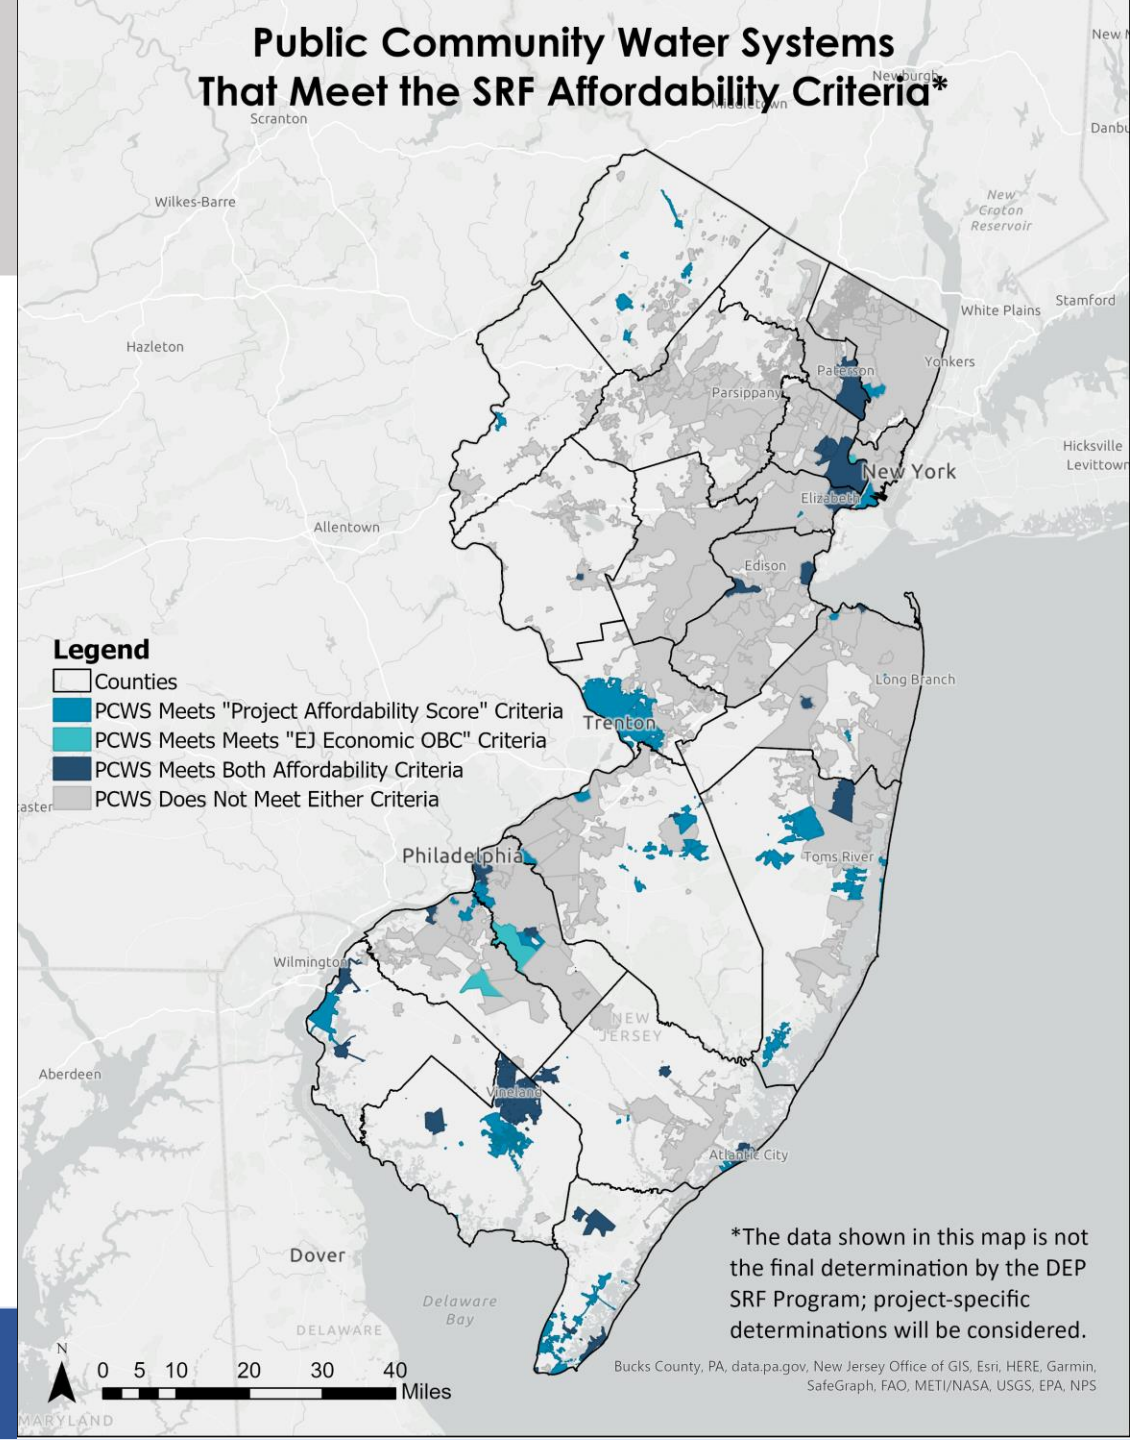 Public Community Water Systems
That Meet the SRF Affordability Criteria*
New
Newburgh
Middletown
Scranton
Danbu
Wilkes-Barre
New
Croton
Reservoir
White Plains
Stamford
Hazleton
Yonkers
Paterson
Parsippany
Hicksville
Levittown
New York
Elizabeth
Allentown
Edison
Long Branch
Legend
Counties
PCWS Meets "Project Affordability Score" Criteria
PCWS Meets Meets "EJ Economic OBC" Criteria
PCWS Meets Both Affordability Criteria
PCWS Does Not Meet Either Criteria
Trenton
caster
Philadelphia
Toms River
Wilmington
NEW
JERSEY
Aberdeen
Vineland
Atlantic City
Dover
Delaware
Bay
DELAWARE
*The data shown in this map is not
the final determination by the DEP
SRF Program; project-specific
determinations will be considered.
N
0 5 10 20 30 40
Miles
Bucks County, PA, data.pa.gov, New Jersey Office of GIS, Esri, HERE, Garmin,
SafeGraph, FAO, METI/NASA, USGS, EPA, NPS
MARYLAND